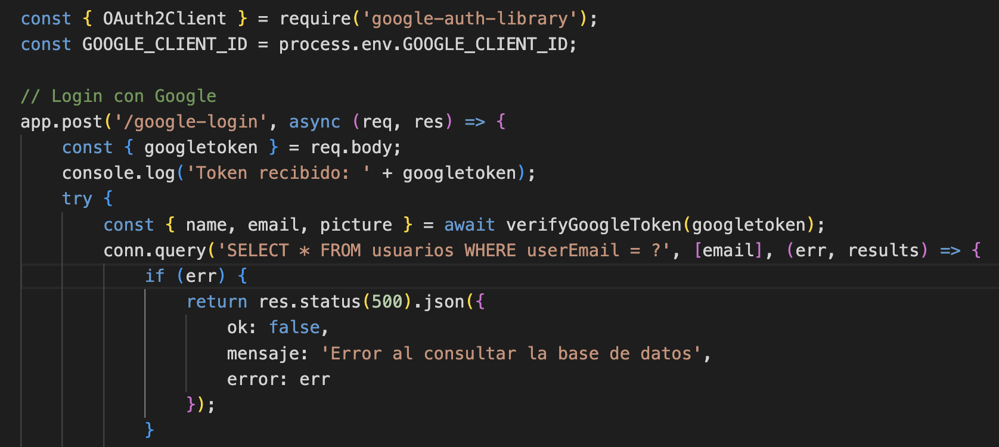 const { OAuth2Client } = require('google-auth-library');
const GOOGLE_CLIENT_ID = process.env.GOOGLE_CLIENT_ID;

// Login con Google
app.post('/google-login', async (req, res) => {
    const { googletoken } = req.body;
    console.log('Token recibido: ' + googletoken);
    try {
        const { name, email, picture } = await verifyGoogleToken(googletoken);
        conn.query('SELECT * FROM usuarios WHERE userEmail = ?', [email], (err, results) => {
            if (err) {
                return res.status(500).json({
                    ok: false,
                    mensaje: 'Error al consultar la base de datos',
                    error: err
                });
            }